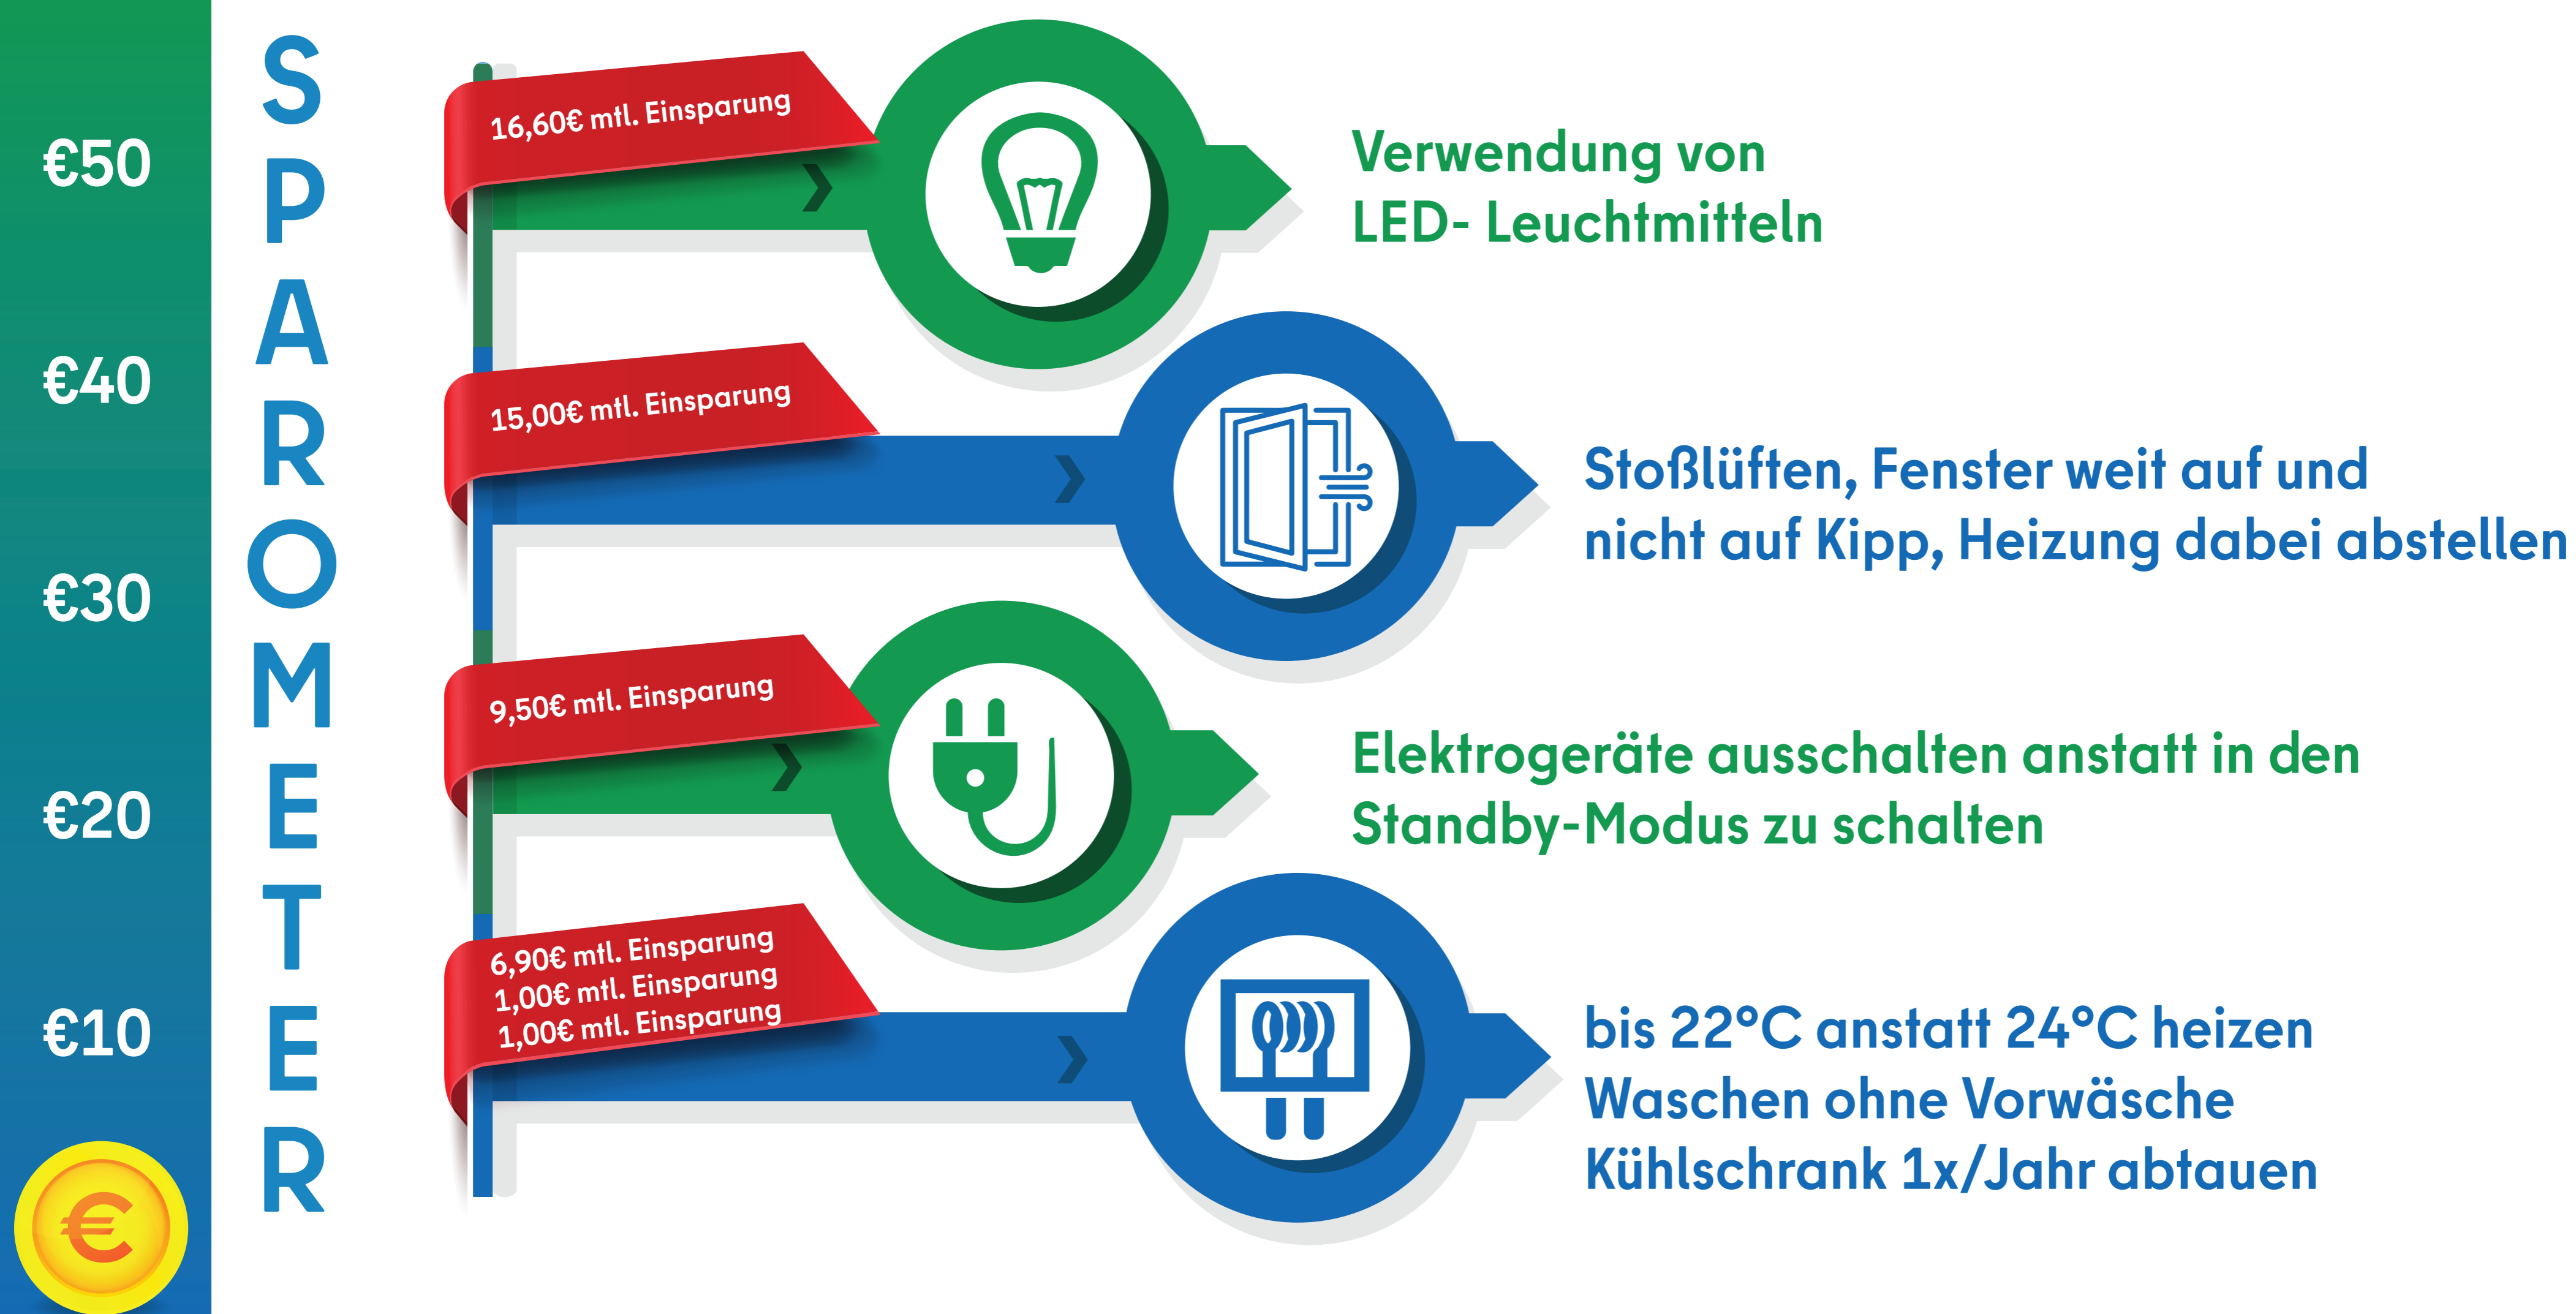 €50
€40
€30
€20
€10
€
S
P
A
R
O
M
E
T
E
R
16,60€ mtl. Einsparung
Verwendung von
LED- Leuchtmitteln
15,00€ mtl. Einsparung
Stoßlüften, Fenster weit auf und
nicht auf Kipp, Heizung dabei abstellen
9,50€ mtl. Einsparung
Elektrogeräte ausschalten anstatt in den
Standby-Modus zu schalten
6,90€ mtl. Einsparung
1,00€ mtl. Einsparung
1,00€ mtl. Einsparung
bis 22°C anstatt 24°C heizen
Waschen ohne Vorwäsche
Kühlschrank 1x/Jahr abtauen